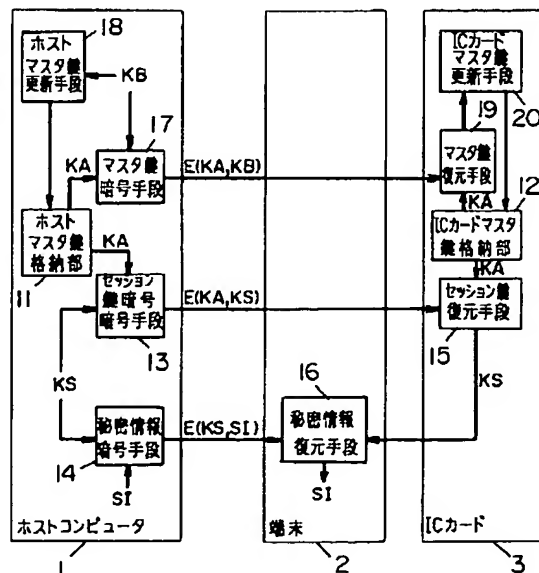 18
ホスト
マスタ鍵
更新手段
KB
17
KA
マスタ鍵
暗号手段
E(KA,KB)
ホスト
マスタ鍵
格納部
11
KA
セッション
鍵暗号
暗号手段
13
E(KA,KS)
KS
秘密情報
暗号手段
14
SI
E(KS,SI)
ホストコンピュータ
1
16
秘密情報
復元手段
SI
端末
2
ICカード
マスタ鍵
更新手段
20
19
マスタ鍵
復元手段
KA
12
ICカードマスタ
鍵格納部
KA
セッション鍵
復元手段
15
KS
ICカード
3